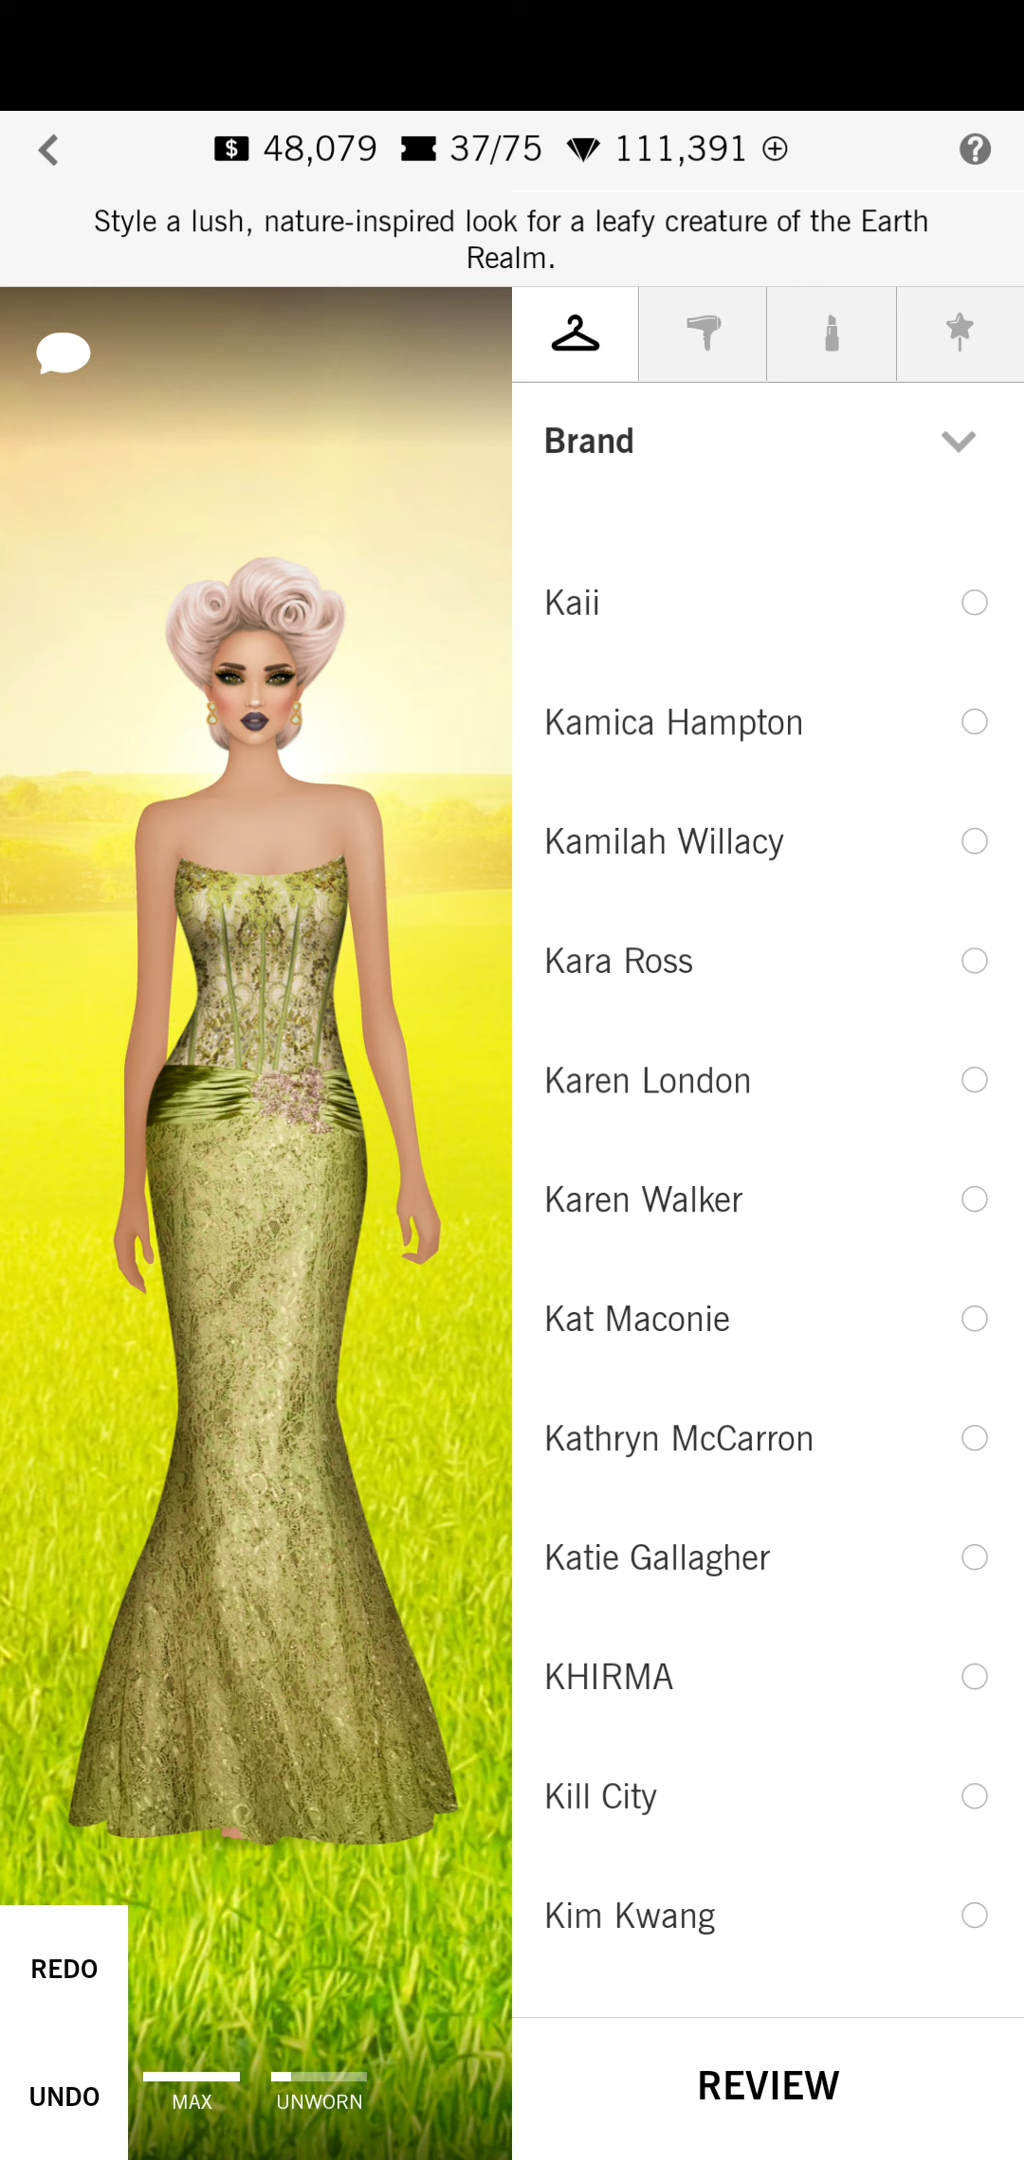 48,079 37/75 111,391
Style a lush, nature-inspired look for a leafy creature of the Earth
Realm.
Brand
Kaii
Kamica Hampton
Kamilah Willacy
Kara Ross
Karen London
Karen Walker
Kat Maconie
Kathryn McCarron
Katie Gallagher
KHIRMA
Kill City
Kim Kwang
REDO
UNDO
MAX
UNWORN
REVIEW